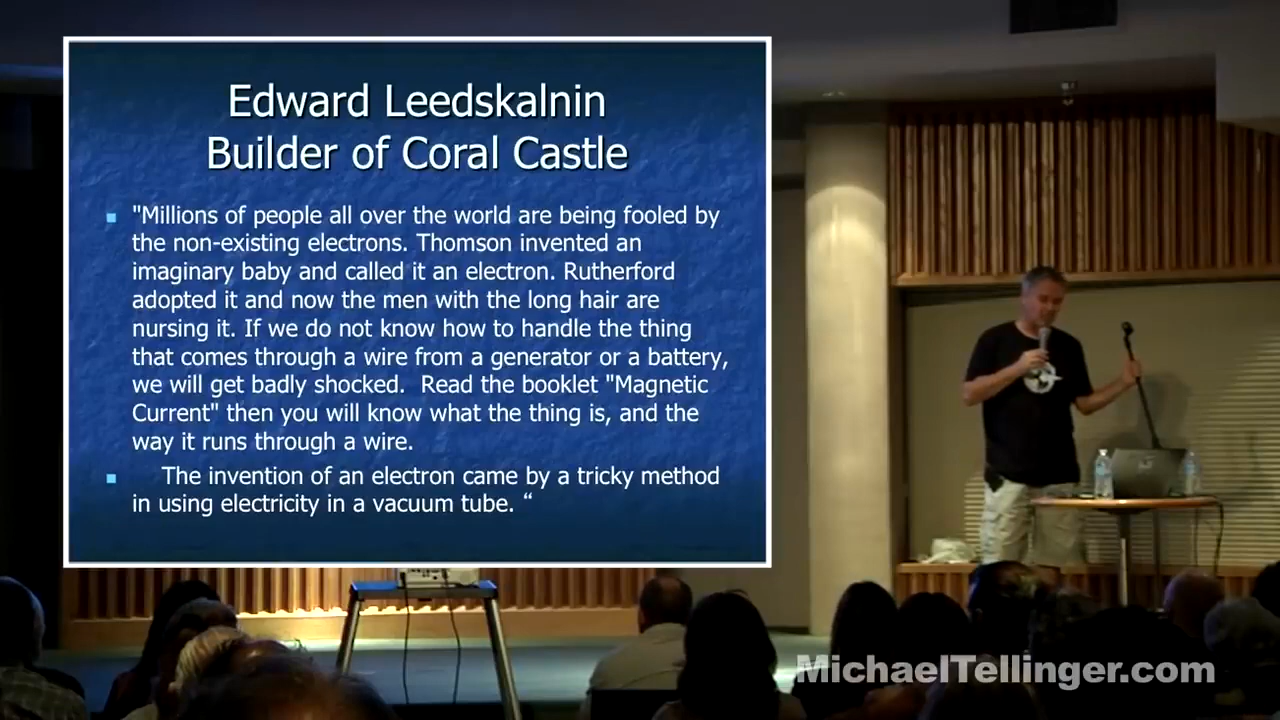 Edward Leedskalnin
Builder of Coral Castle
"Millions of people all over the world are being fooled by
the non-existing electrons. Thomson invented an
imaginary baby and called it an electron. Rutherford
adopted it and now the men with the long hair are
nursing it. If we do not know how to handle the thing
that comes through a wire from a generator or a battery,
we will get badly shocked.  Read the booklet "Magnetic
Current" then you will know what the thing is, and the
way it runs through a wire.
The invention of an electron came by a tricky method
in using electricity in a vacuum tube. “
MichaelTellinger.com